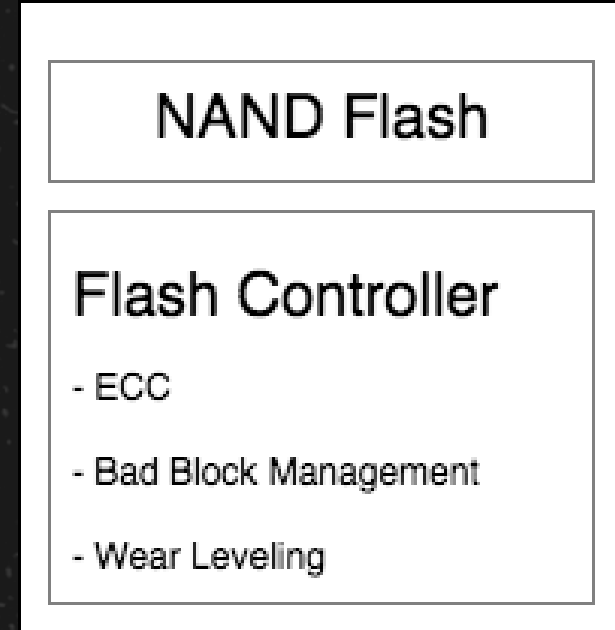 NAND Flash
Flash Controller
- ECC
- Bad Block Management
- Wear Leveling